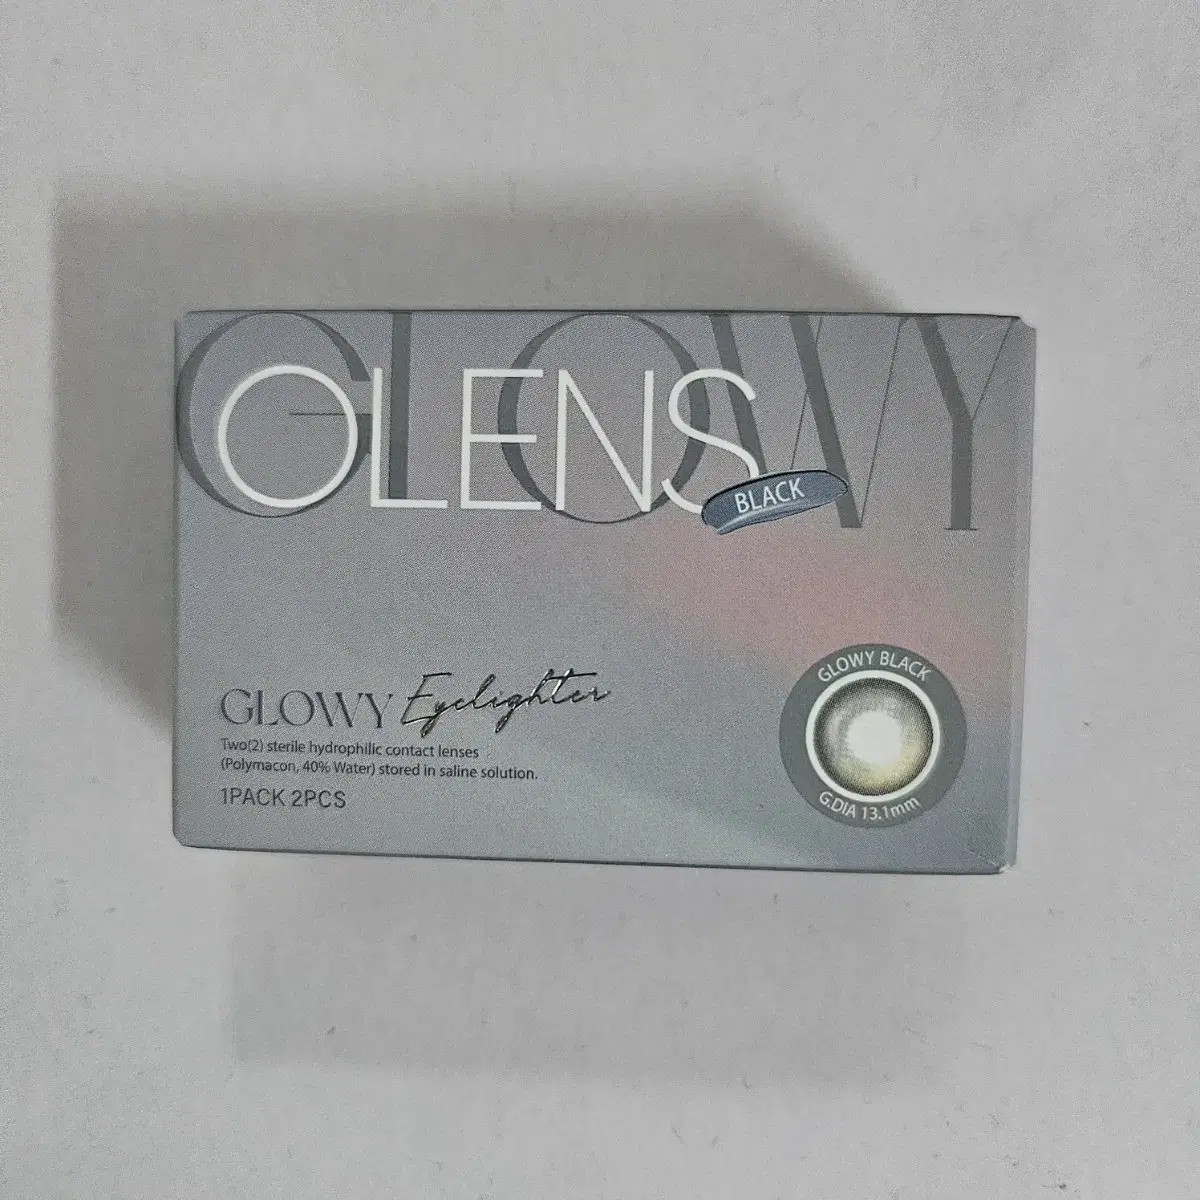 GLOWY
OLENS
BLACK
GLOWY Eyelighter
Two(2) sterile hydrophilic contact lenses
(Polymacon, 40% Water) stored in saline solution.
1PACK 2PCS
GLOWY BLACK
G.DIA 13.1mm